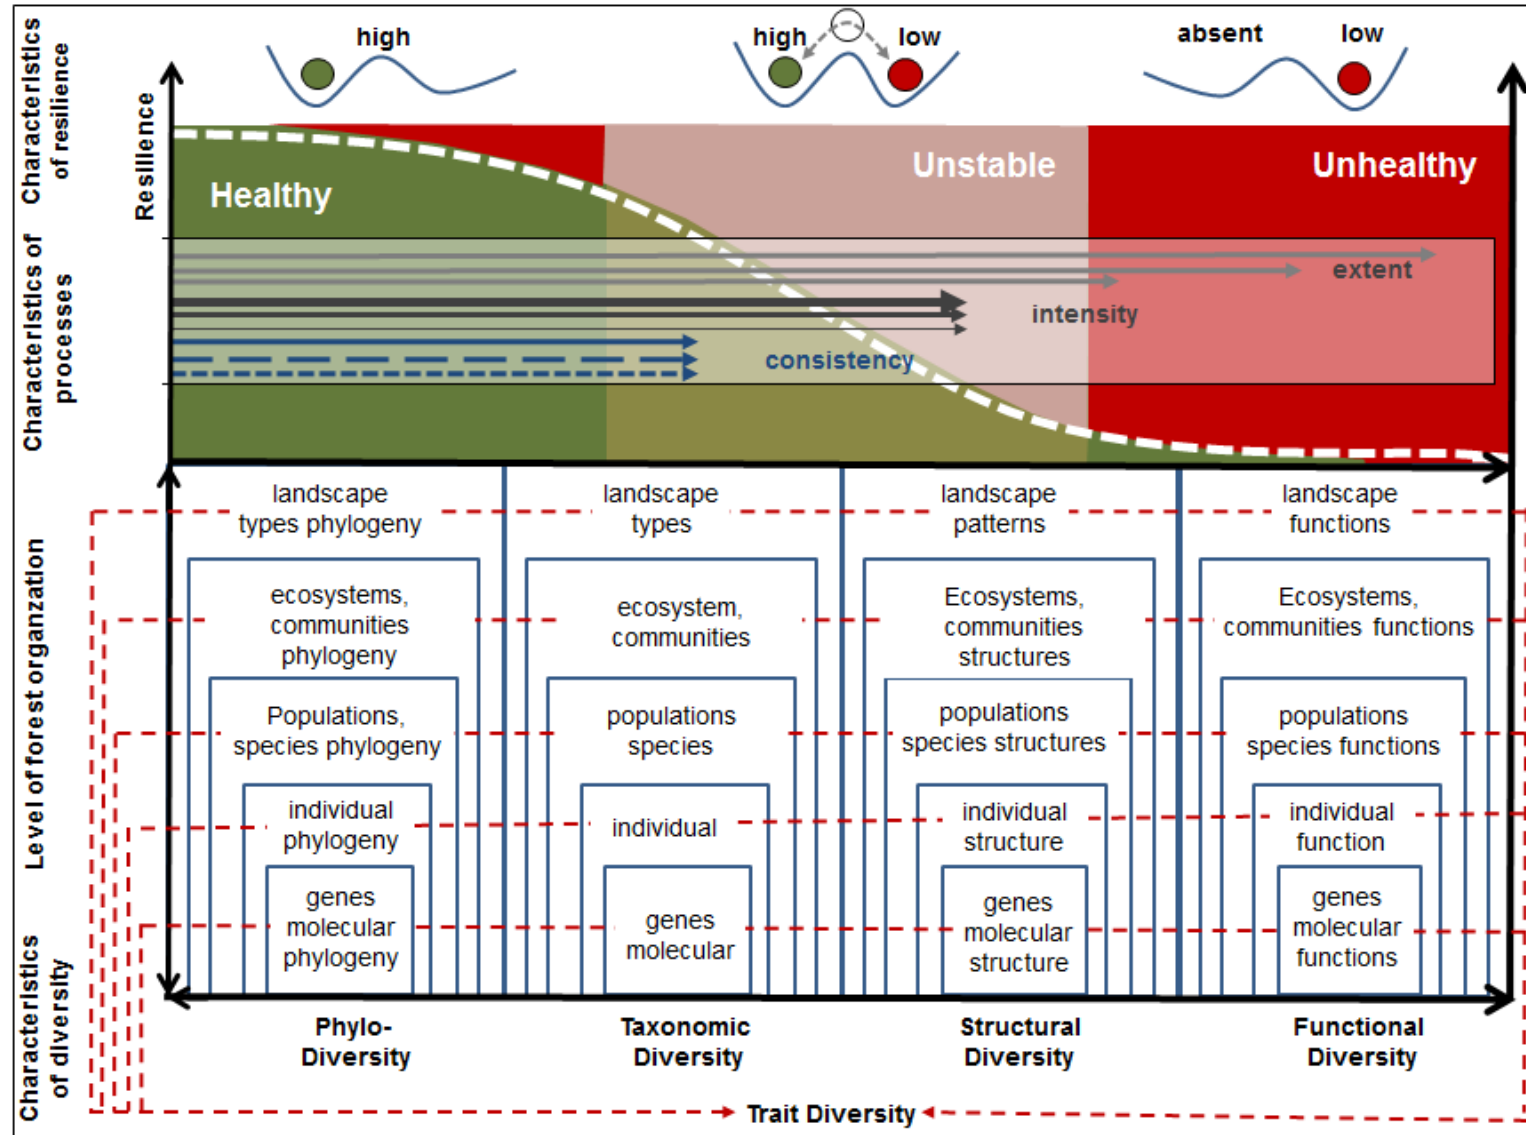 Characteristics
of resilience
high
high
low
absent
low
Resilience
Healthy
Unstable
Unhealthy
Characteristics of
processes
extent
intensity
consistency
Level of forest organzation
landscape
types phylogeny
landscape
types
landscape
patterns
landscape
functions
ecosystems,
communities
phylogeny
ecosystem,
communities
Ecosystems,
communities
structures
Ecosystems,
communities functions
Populations,
species phylogeny
populations
species
populations
species structures
populations
species functions
individual
phylogeny
individual
individual
structure
individual
function
genes
molecular
phylogeny
genes
molecular
genes
molecular
structure
genes
molecular
functions
Characteristics
of diversity
Phylo-
Diversity
Taxonomic
Diversity
Structural
Diversity
Functional
Diversity
Trait Diversity